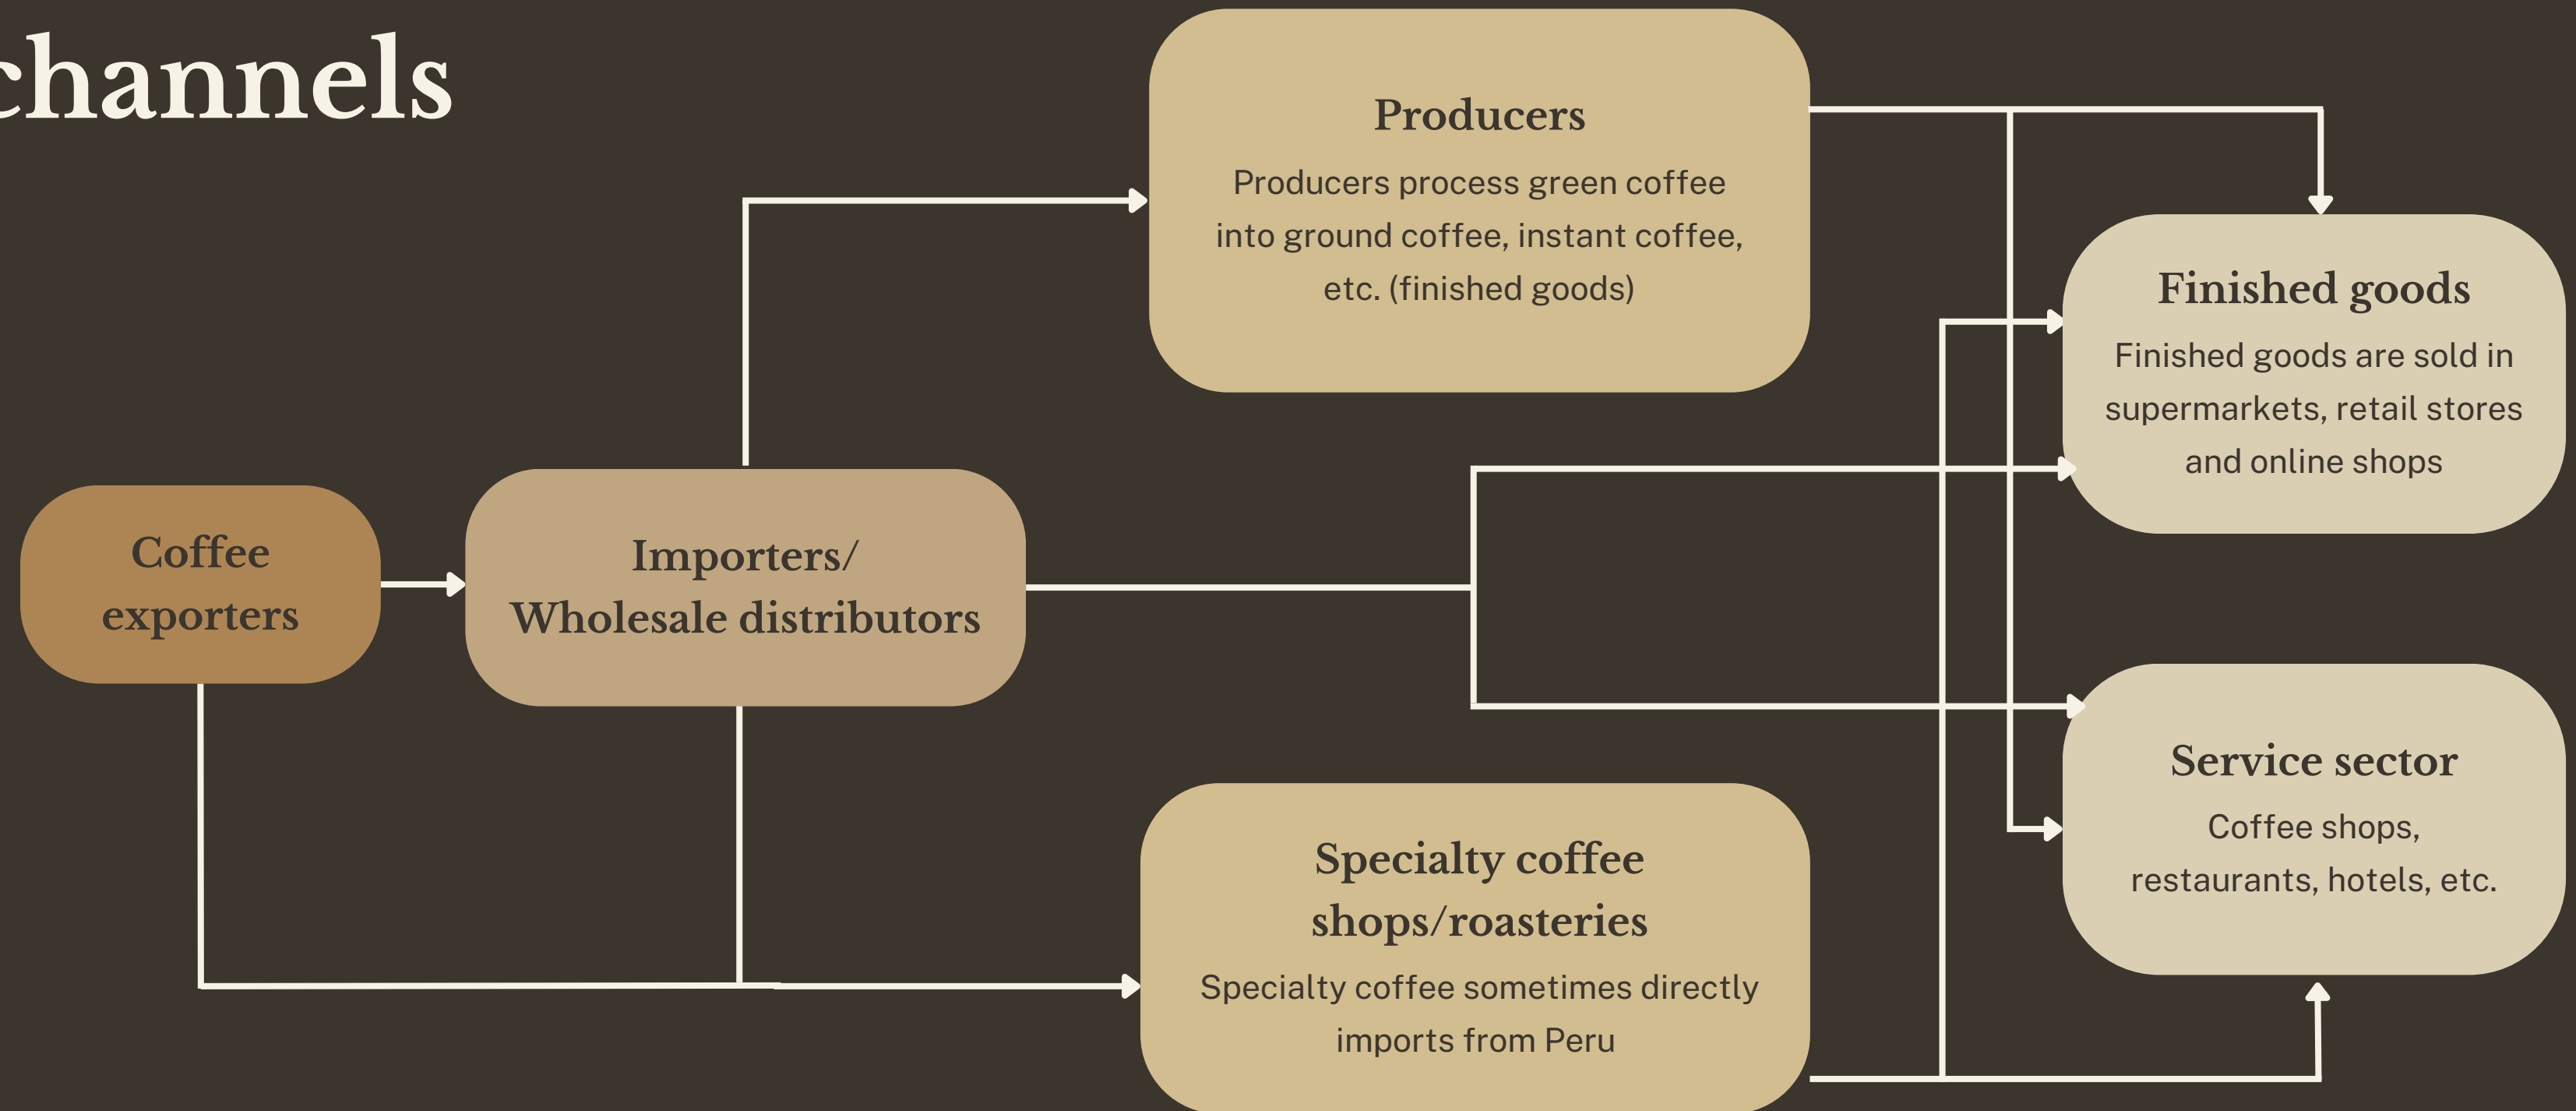 channels
Producers
Producers process green coffee
into ground coffee, instant coffee,
etc. (finished goods)
Finished goods
Finished goods are sold in
supermarkets, retail stores
and online shops
Coffee
exporters
Importers/
Wholesale distributors
Service sector
Coffee shops,
restaurants, hotels, etc.
Specialty coffee
shops/roasteries
Specialty coffee sometimes directly
imports from Peru